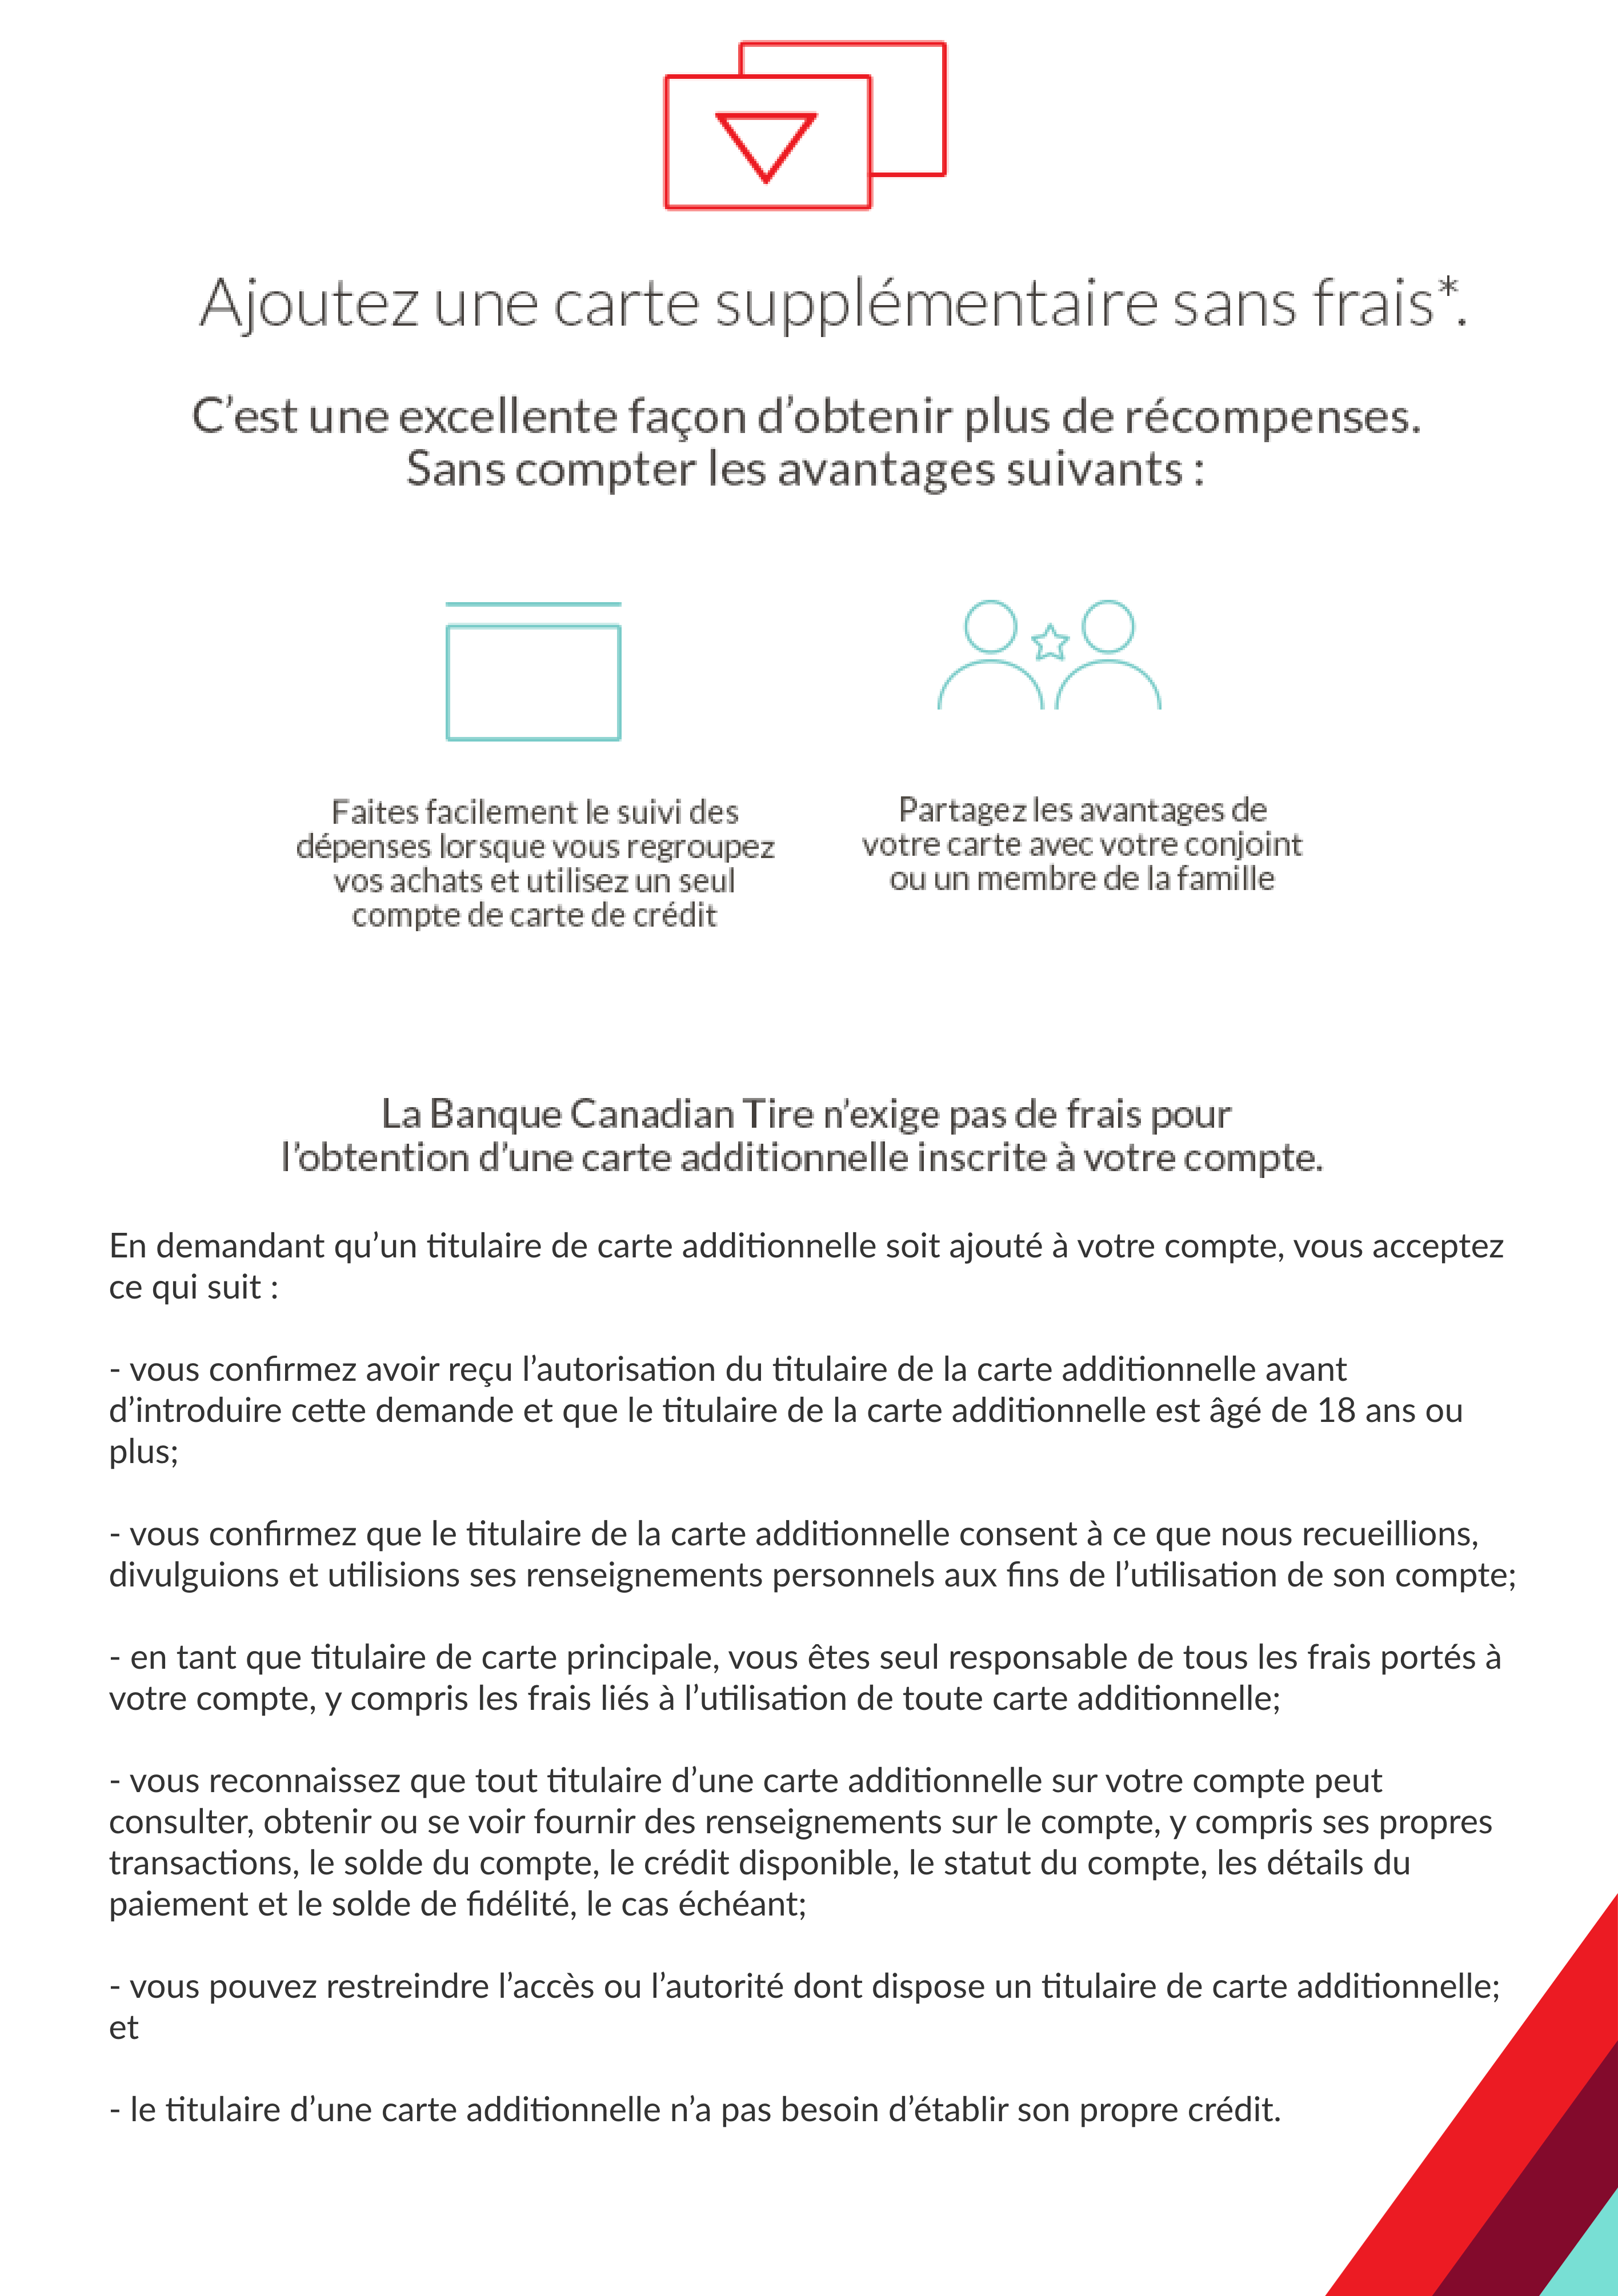 Ajoutez une carte supplémentaire sans frais*.
C’est une excellente façon d’obtenir plus de récompenses.
Sans compter les avantages suivants :
Faites facilement le suivi des
dépenses lorsque vous regroupez
vos achats et utilisez un seul
compte de carte de crédit
Partagez les avantages de
votre carte avec votre conjoint
ou un membre de la famille
La Banque Canadian Tire n’exige pas de frais pour
l’obtention d’une carte additionnelle inscrite à votre compte.
En demandant qu’un titulaire de carte additionnelle soit ajouté à votre compte, vous acceptez
ce qui suit :
- vous confirmez avoir reçu l’autorisation du titulaire de la carte additionnelle avant
d’introduire cette demande et que le titulaire de la carte additionnelle est âgé de 18 ans ou
plus;
- vous confirmez que le titulaire de la carte additionnelle consent à ce que nous recueillions,
divulguions et utilisions ses renseignements personnels aux fins de l’utilisation de son compte;
- en tant que titulaire de carte principale, vous êtes seul responsable de tous les frais portés à
votre compte, y compris les frais liés à l’utilisation de toute carte additionnelle;
- vous reconnaissez que tout titulaire d’une carte additionnelle sur votre compte peut
consulter, obtenir ou se voir fournir des renseignements sur le compte, y compris ses propres
transactions, le solde du compte, le crédit disponible, le statut du compte, les détails du
paiement et le solde de fidélité, le cas échéant;
- vous pouvez restreindre l’accès ou l’autorité dont dispose un titulaire de carte additionnelle;
et
- le titulaire d’une carte additionnelle n’a pas besoin d’établir son propre crédit.